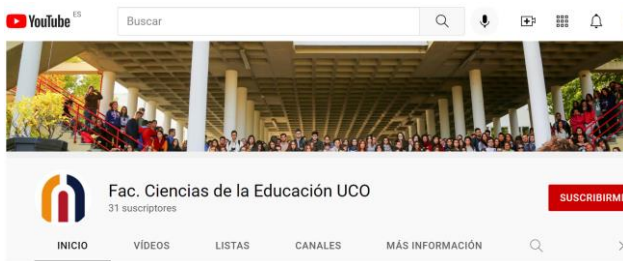 YouTube ES
Buscar
Fac. Ciencias de la Educación UCO
31 suscriptores
SUSCRIBIRME
INICIO VÍDEOS LISTAS CANALES MÁS INFORMACIÓN